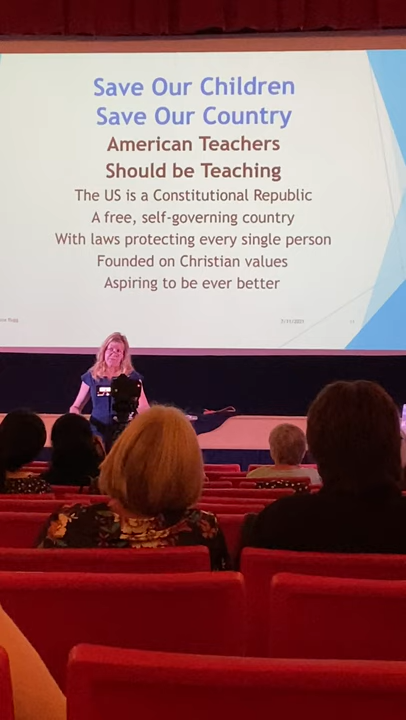 Save Our Children
Save Our Country
American Teachers
Should be Teaching
The US is a Constitutional Republic
A free, self-governing country
With laws protecting every single person
Founded on Christian values
Aspiring to be ever better
11